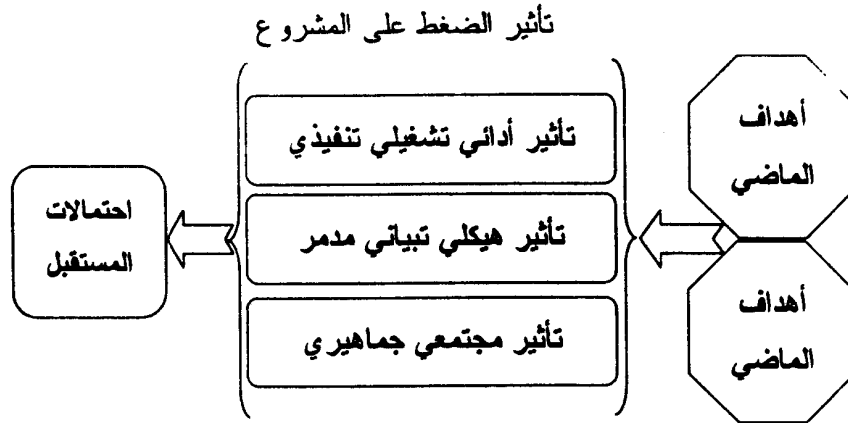 تأثير الضغط على المشروع
أهداف
الماضي
تأثير أدائي تشغيلي تنفيذي
تأثير هيكلي تبياني مدمر
تأثير مجتمعي جماهيري
أهداف
الماضي
احتمالات
المستقبل